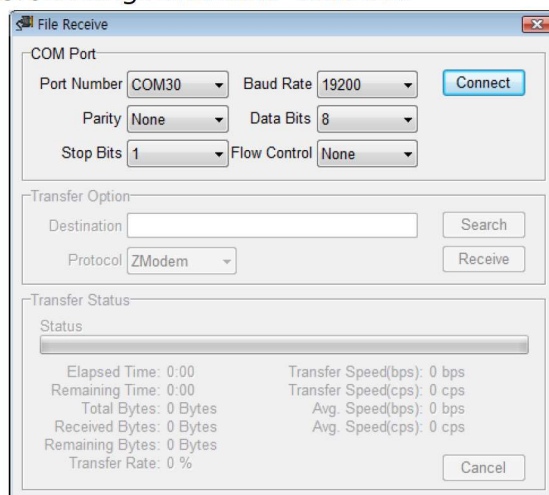 File Receive
COM Port
Port Number COM30 Baud Rate 19200 Connect
Parity None Data Bits 8
Stop Bits 1 Flow Control None
Transfer Option
Destination Search
Protocol ZModem Receive
Transfer Status
Status
Elapsed Time: 0:00 Transfer Speed(bps): 0 bps
Remaining Time: 0:00 Transfer Speed(cps): 0 cps
Total Bytes: 0 Bytes Avg. Speed(bps): 0 bps
Received Bytes: 0 Bytes Avg. Speed(cps): 0 cps
Remaining Bytes: 0 Bytes
Transfer Rate: 0 %
Cancel